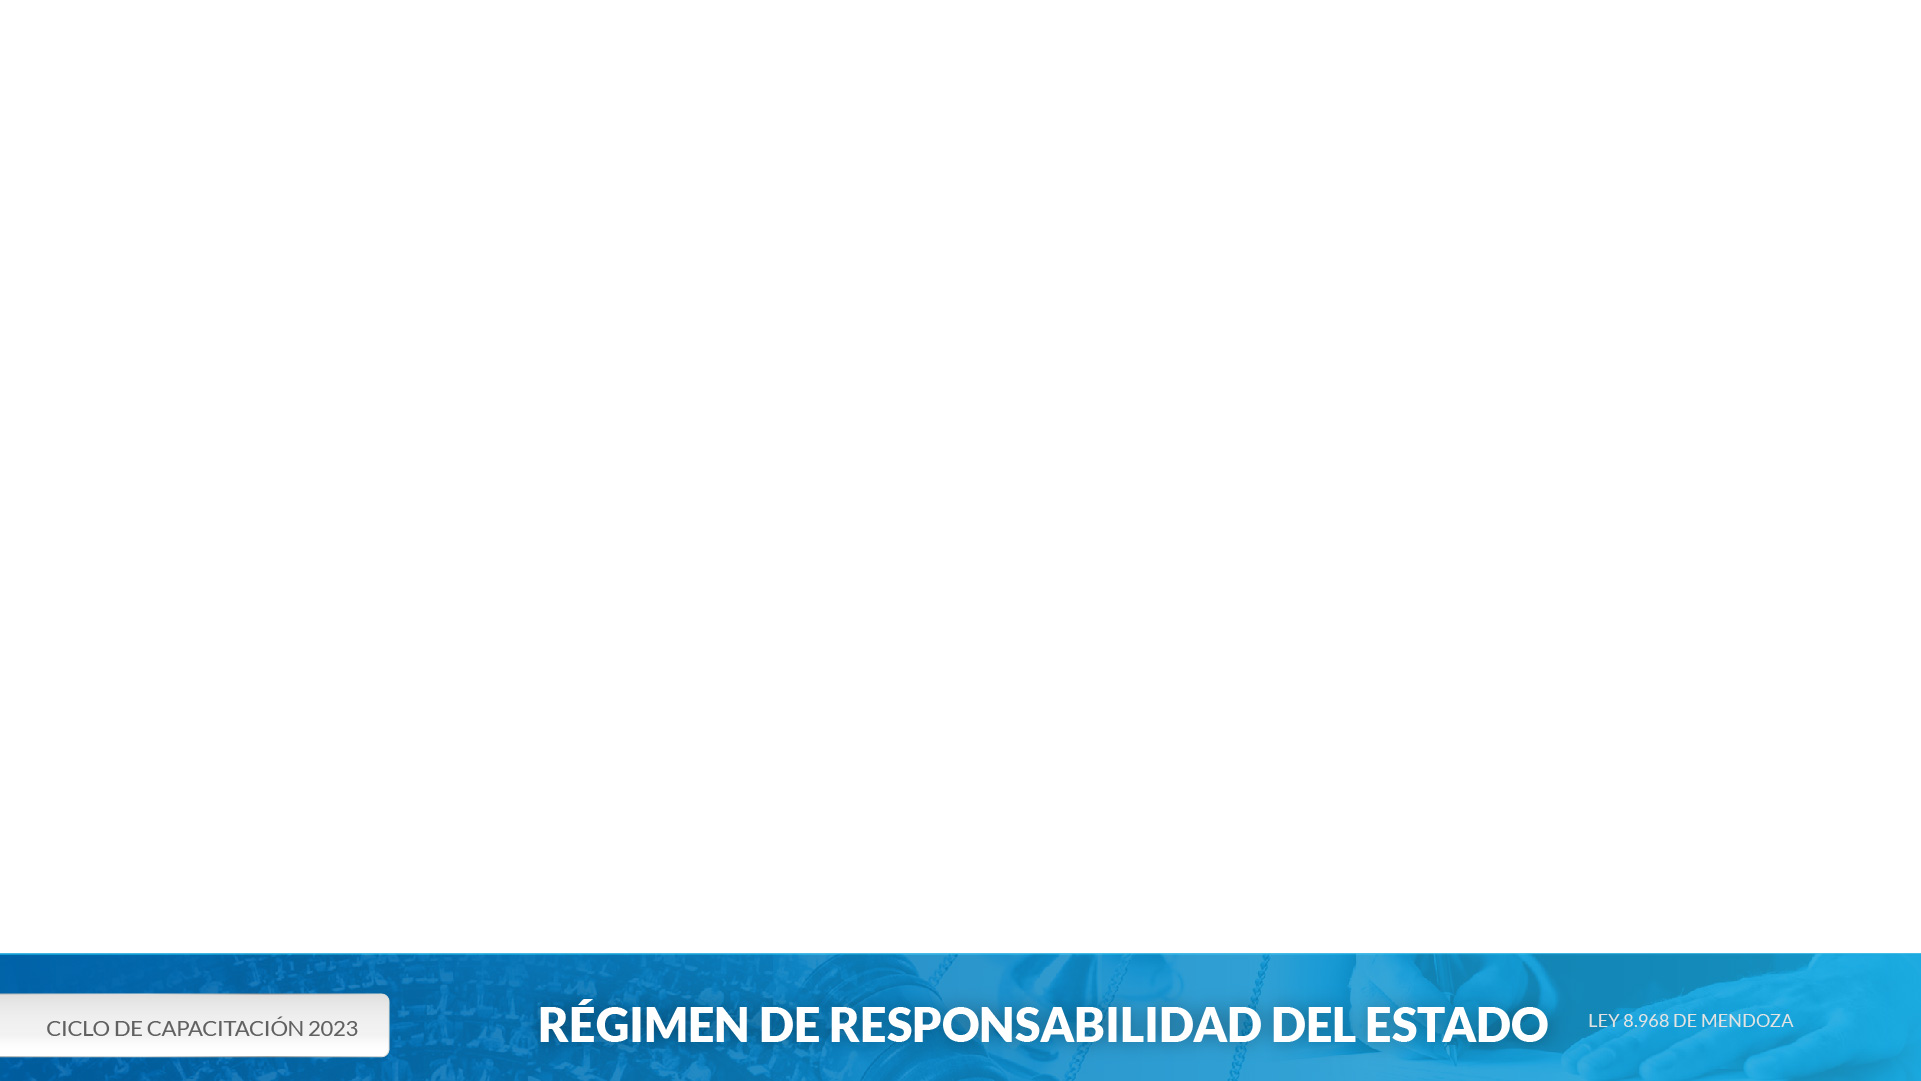 CICLO DE CAPACITACIÓN 2023
RÉGIMEN DE RESPONSABILIDAD DEL ESTADO
LEY 8.968 DE MENDOZA